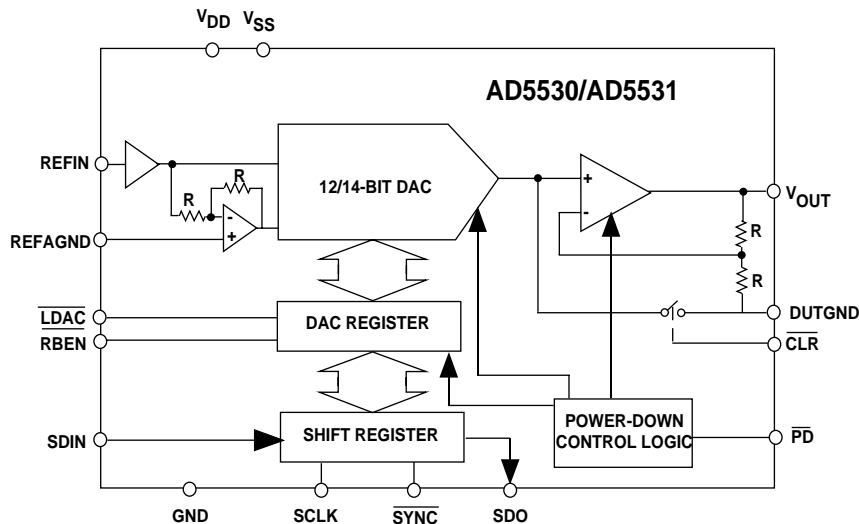 VDD VSS
AD5530/AD5531
REFIN
12/14-BIT DAC
R
R
+
-
VOUT
-
+
R
REFAGND
R
LDAC
DAC REGISTER
DUTGND
RBEN
CLR
SDIN
SHIFT REGISTER
POWER-DOWN
CONTROL LOGIC
PD
GND SCLK SYNC SDO